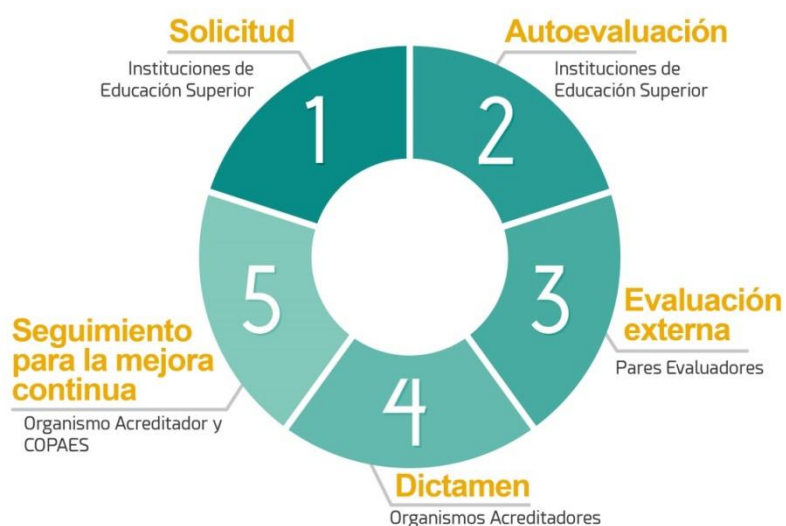 Solicitud
Instituciones de
Educación Superior
1
Autoevaluación
Instituciones de
Educación Superior
2
Evaluación
externa
Pares Evaluadores
3
Dictamen
Organismos Acreditadores
4
Seguimiento
para la mejora
continua
Organismo Acreditador y
COPAES
5